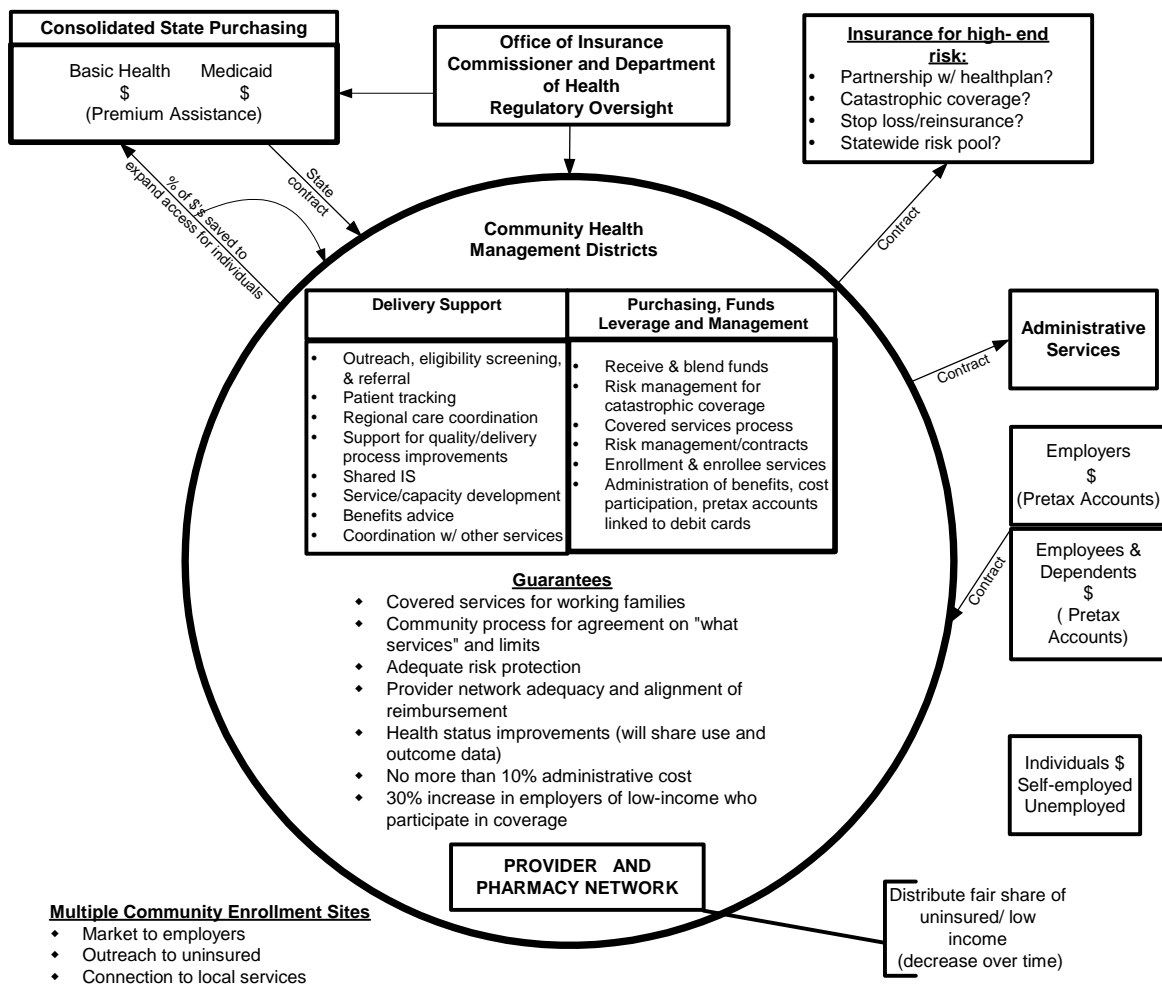 Consolidated State Purchasing
Basic Health Medicaid
$ $
(Premium Assistance)
Office of Insurance
Commissioner and Department
of Health
Regulatory Oversight
Insurance for high- end
risk:
• Partnership w/ healthplan?
• Catastrophic coverage?
• Stop loss/reinsurance?
• Statewide risk pool?
% of $'s saved to
expand access for individuals
State
contract
Contract
Community Health
Management Districts
Delivery Support
• Outreach, eligibility screening,
& referral
• Patient tracking
• Regional care coordination
• Support for quality/delivery
process improvements
• Shared IS
• Service/capacity development
• Benefits advice
• Coordination w/ other services
Purchasing, Funds
Leverage and Management
• Receive & blend funds
• Risk management for
catastrophic coverage
• Covered services process
• Risk management/contracts
• Enrollment & enrollee services
• Administration of benefits, cost
participation, pretax accounts
linked to debit cards
Contract
Administrative
Services
Employers
$
(Pretax Accounts)
Employees &
Dependents
$
( Pretax
Accounts)
Contract
Guarantees
◆ Covered services for working families
◆ Community process for agreement on "what
services" and limits
◆ Adequate risk protection
◆ Provider network adequacy and alignment of
reimbursement
◆ Health status improvements (will share use and
outcome data)
◆ No more than 10% administrative cost
◆ 30% increase in employers of low-income who
participate in coverage
Individuals $
Self-employed
Unemployed
PROVIDER AND
PHARMACY NETWORK
Distribute fair share of
uninsured/ low
income
(decrease over time)
Multiple Community Enrollment Sites
◆ Market to employers
◆ Outreach to uninsured
◆ Connection to local services